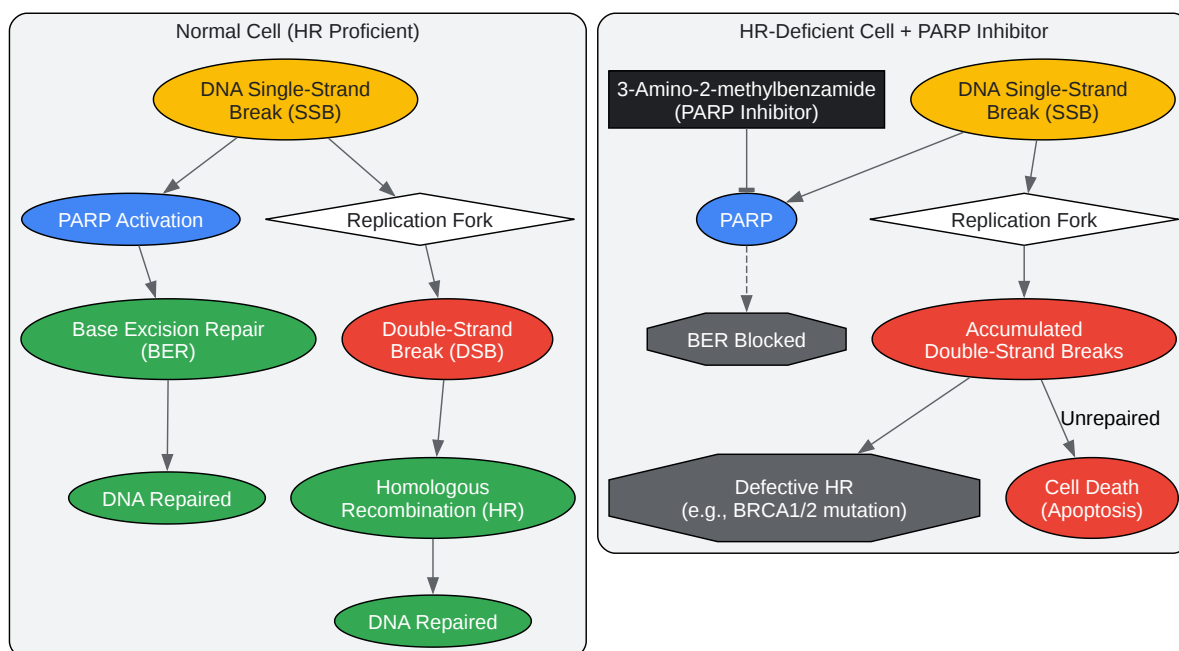 Normal Cell (HR Proficient)
DNA Single-Strand
Break (SSB)
PARP Activation
Replication Fork
Base Excision Repair
(BER)
Double-Strand
Break (DSB)
DNA Repaired
Homologous
Recombination (HR)
DNA Repaired
HR-Deficient Cell + PARP Inhibitor
3-Amino-2-methylbenzamide
(PARP Inhibitor)
DNA Single-Strand
Break (SSB)
PARP
Replication Fork
BER Blocked
Accumulated
Double-Strand Breaks
Unrepaired
Defective HR
(e.g., BRCA1/2 mutation)
Cell Death
(Apoptosis)